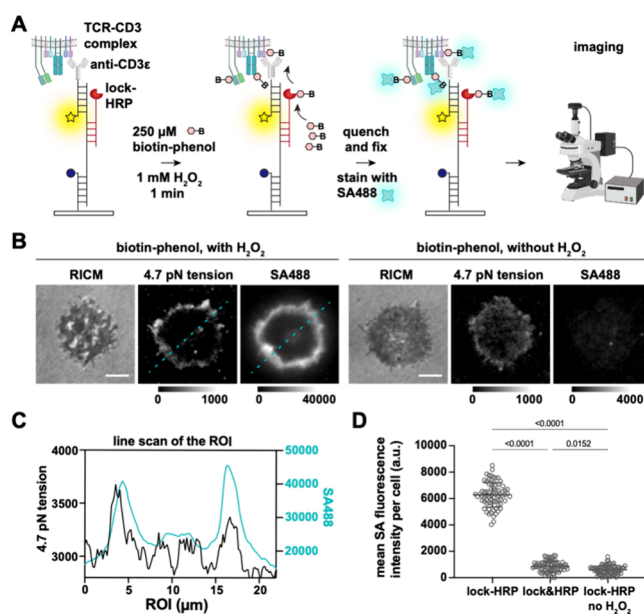 A
TCR-CD3
complex
anti-CD3ε
lock-
HRP
250 µM B
biotin-phenol
1 mM H₂O₂
1 min
B
B
B
B
B
quench
and fix
stain with
SA488
B
B
B
B
imaging
B
biotin-phenol, with H₂O₂
biotin-phenol, without H₂O₂
RICM
4.7 pN tension
SA488
RICM
4.7 pN tension
SA488
0 1000
0 40000
0 1000
0 4000
C
line scan of the ROI
4.7 pN tension
4000
3500
3000
SA488
50000
40000
30000
20000
0 5 10 15 20
ROI (µm)
D
mean SA fluorescence
intensity per cell (a.u.)
10000
8000
6000
4000
2000
0
<0.0001
<0.0001
0.0152
lock-HRP
lock&HRP
lock-HRP
no H₂O₂